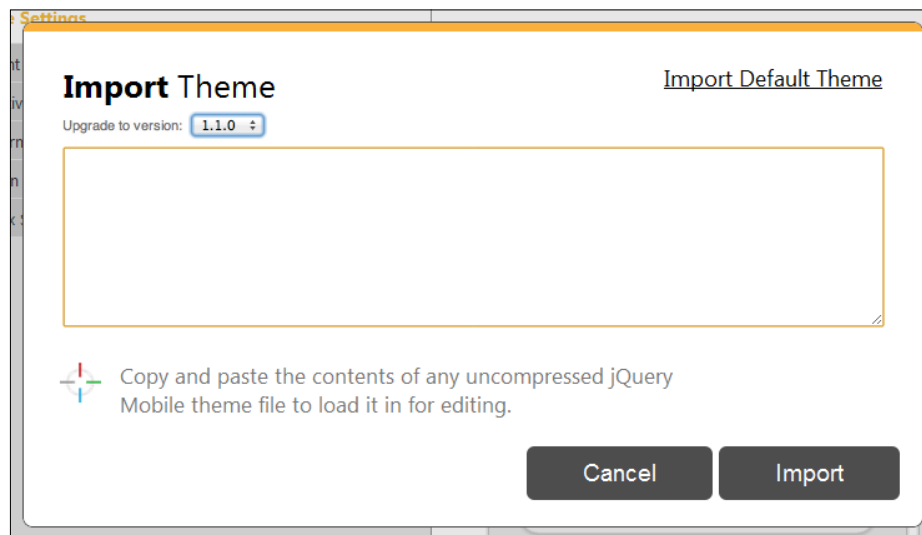 e Settings
Import Theme
Import Default Theme
Upgrade to version: 1.1.0
Copy and paste the contents of any uncompressed jQuery
Mobile theme file to load it in for editing.
Cancel
Import